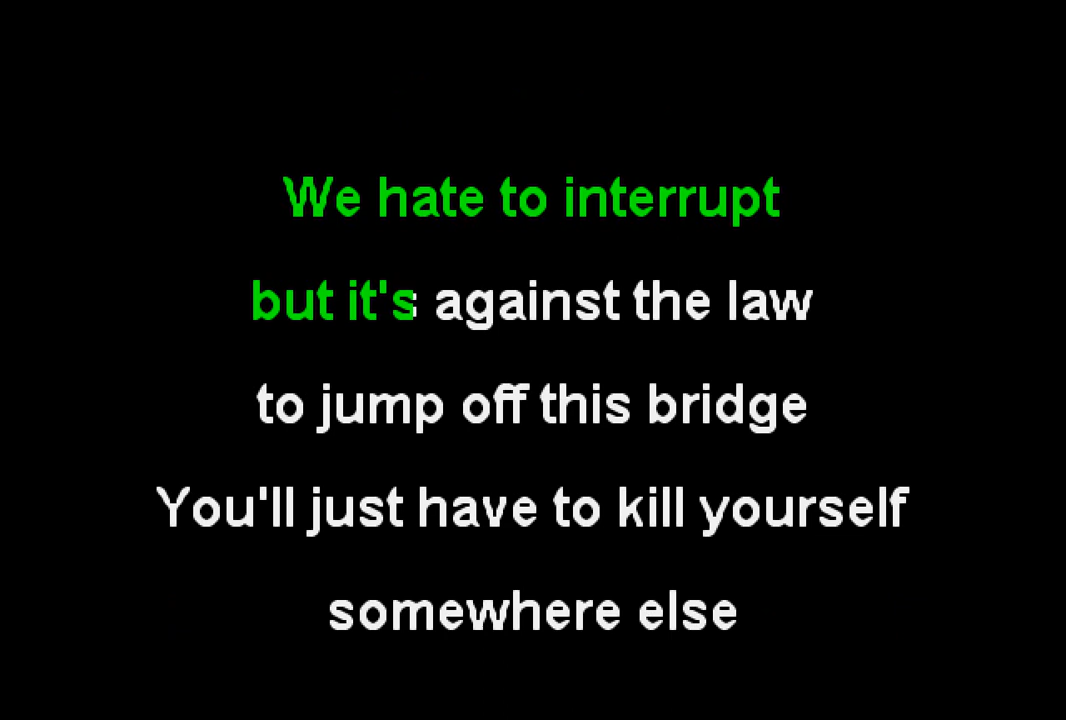 We hate to interrupt
but it's against the law
to jump off this bridge
You'll just have to kill yourself
somewhere else